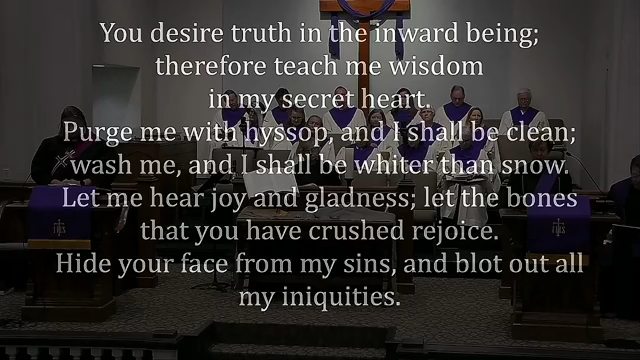 You desire truth in the inward being;
therefore teach me wisdom
in my secret heart.
Purge me with hyssop, and I shall be clean;
wash me, and I shall be whiter than snow.
Let me hear joy and gladness; let the bones
that you have crushed rejoice.
Hide your face from my sins, and blot out all
my iniquities.
IHS
IHS